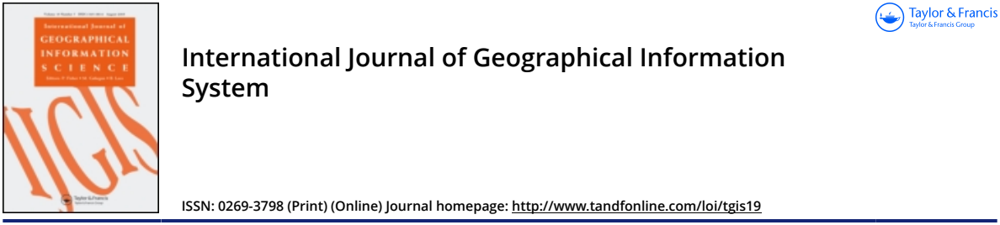 International Journal of
GEOGRAPHICAL
INFORMATION
SCIENCE
IJGIS
Taylor & Francis
Taylor & Francis
Taylor & Francis Group
International Journal of Geographical Information
System
ISSN: 0269-3798 (Print) (Online) Journal homepage: http://www.tandfonline.com/loi/tgis19